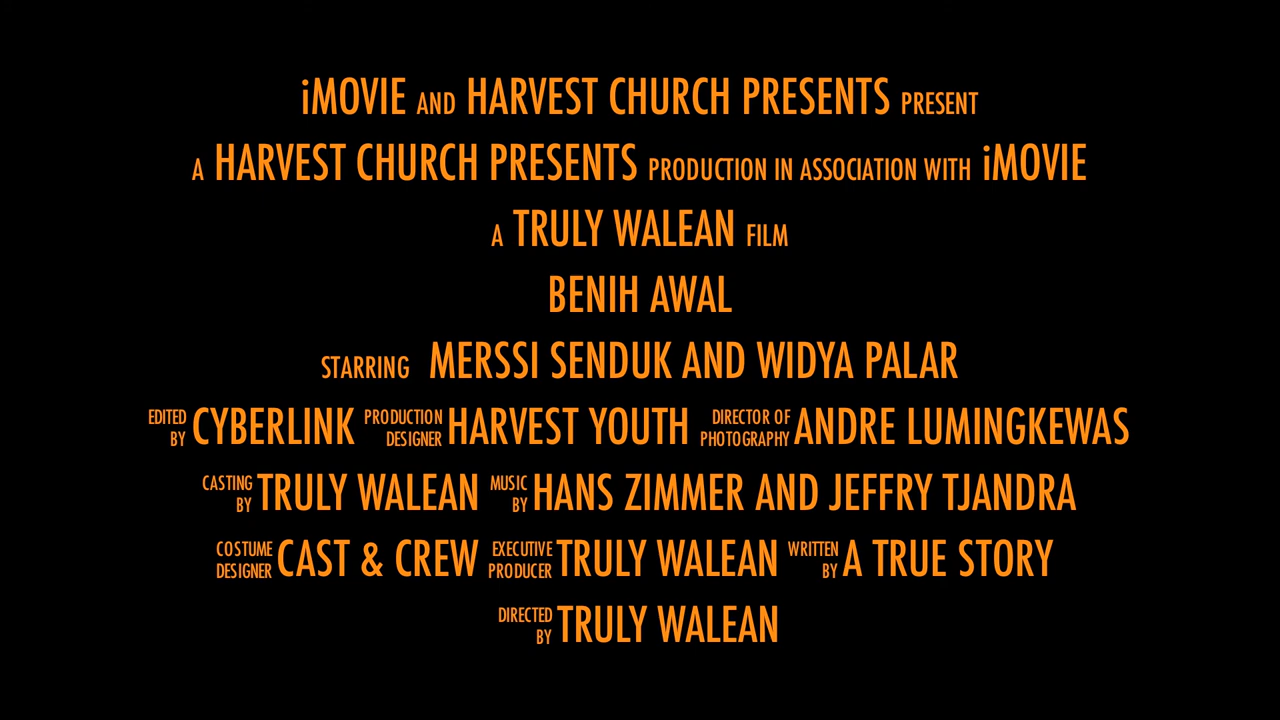 iMOVIE AND HARVEST CHURCH PRESENTS PRESENT
A HARVEST CHURCH PRESENTS PRODUCTION IN ASSOCIATION WITH iMOVIE
A TRULY WALEAN FILM
BENIH AWAL
STARRING MERSSI SENDUK AND WIDYA PALAR
EDITED BY CYBERLINK PRODUCTION DESIGNER HARVEST YOUTH DIRECTOR OF PHOTOGRAPHY ANDRE LUMINGKEWAS
CASTING BY TRULY WALEAN MUSIC BY HANS ZIMMER AND JEFFRY TJANDRA
COSTUME DESIGNER CAST & CREW EXECUTIVE PRODUCER TRULY WALEAN WRITTEN BY A TRUE STORY
DIRECTED BY TRULY WALEAN